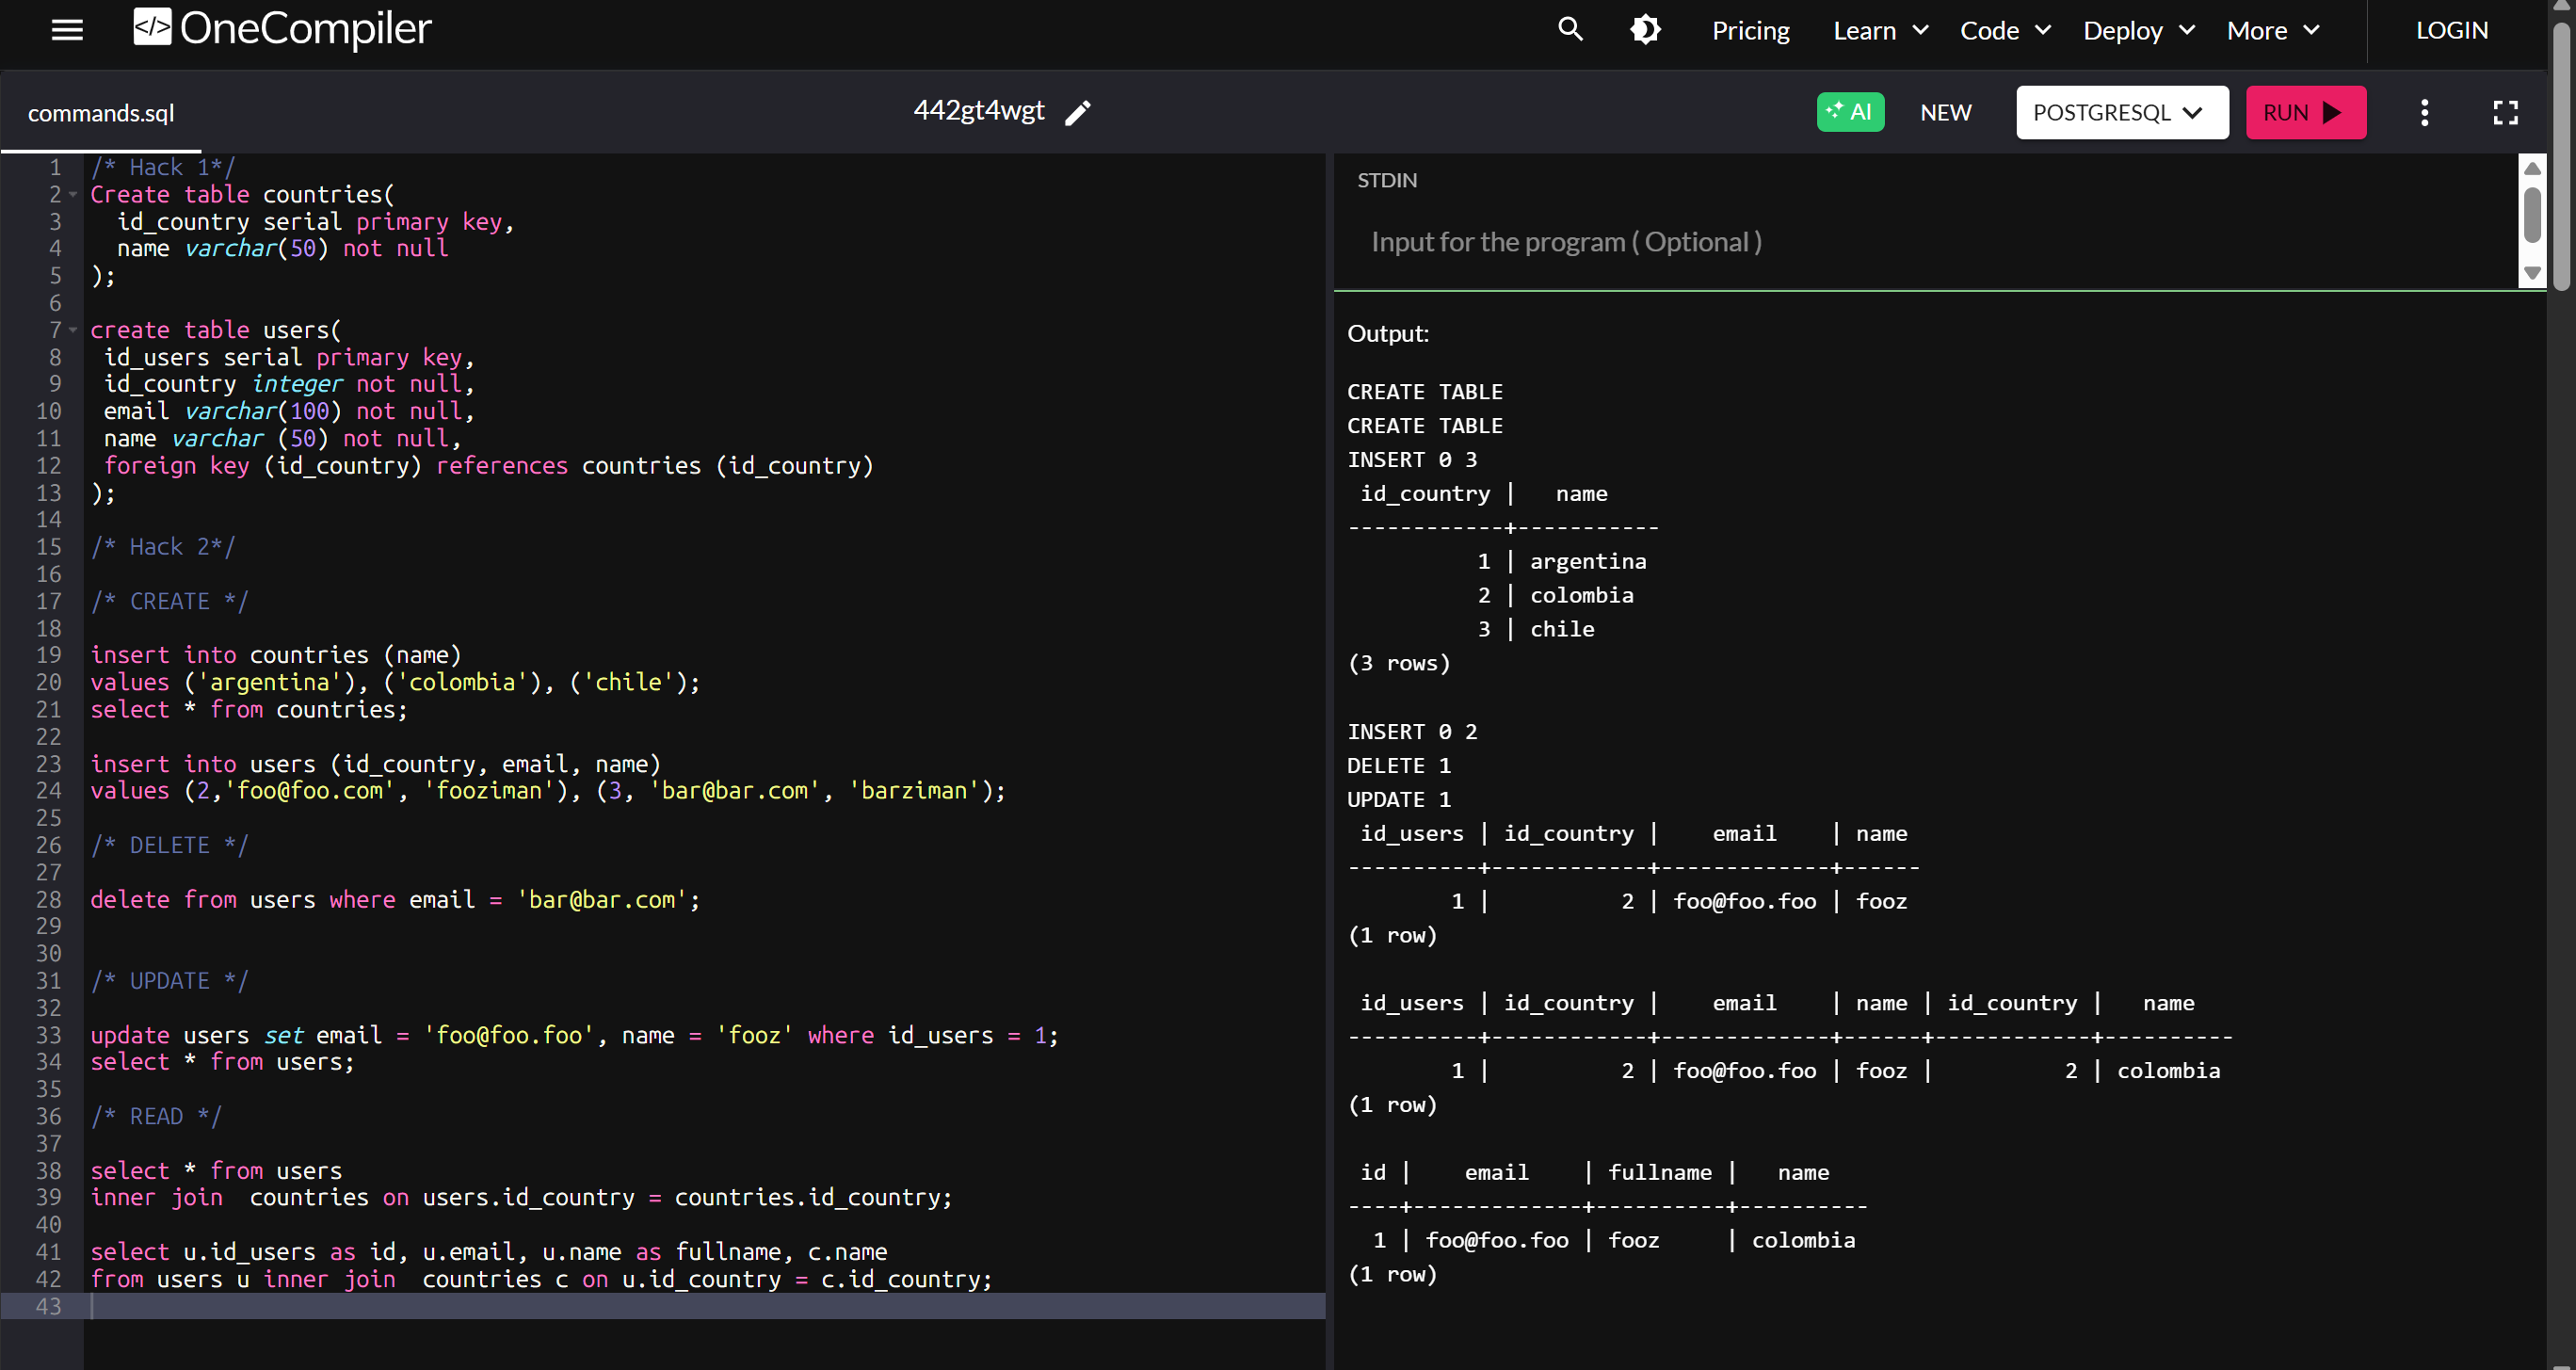 OneCompiler
Pricing Learn Code Deploy More LOGIN
commands.sql
442gt4wgt
AI NEW POSTGRESQL RUN
1 /* Hack 1*/
2 Create table countries(
3   id_country serial primary key,
4   name varchar(50) not null
5 );
6
7 create table users(
8  id_users serial primary key,
9  id_country integer not null,
10  email varchar(100) not null,
11  name varchar (50) not null,
12  foreign key (id_country) references countries (id_country)
13 );
14
15 /* Hack 2*/
16
17 /* CREATE */
18
19 insert into countries (name)
20 values ('argentina'), ('colombia'), ('chile');
21 select * from countries;
22
23 insert into users (id_country, email, name)
24 values (2,'foo@foo.com', 'fooziman'), (3, 'bar@bar.com', 'barziman');
25
26 /* DELETE */
27
28 delete from users where email = 'bar@bar.com';
29
30
31 /* UPDATE */
32
33 update users set email = 'foo@foo.foo', name = 'fooz' where id_users = 1;
34 select * from users;
35
36 /* READ */
37
38 select * from users
39 inner join  countries on users.id_country = countries.id_country;
40
41 select u.id_users as id, u.email, u.name as fullname, c.name
42 from users u inner join  countries c on u.id_country = c.id_country;
43
STDIN
Input for the program ( Optional )
Output:
CREATE TABLE
CREATE TABLE
INSERT 0 3
 id_country |   name
------------+-----------
          1 | argentina
          2 | colombia
          3 | chile
(3 rows)

INSERT 0 2
DELETE 1
UPDATE 1
 id_users | id_country |    email    | name
----------+------------+-------------+------
        1 |          2 | foo@foo.foo | fooz
(1 row)

 id_users | id_country |    email    | name | id_country |   name
----------+------------+-------------+------+------------+----------
        1 |          2 | foo@foo.foo | fooz |          2 | colombia
(1 row)

 id |    email    | fullname |   name
----+-------------+----------+----------
  1 | foo@foo.foo | fooz     | colombia
(1 row)